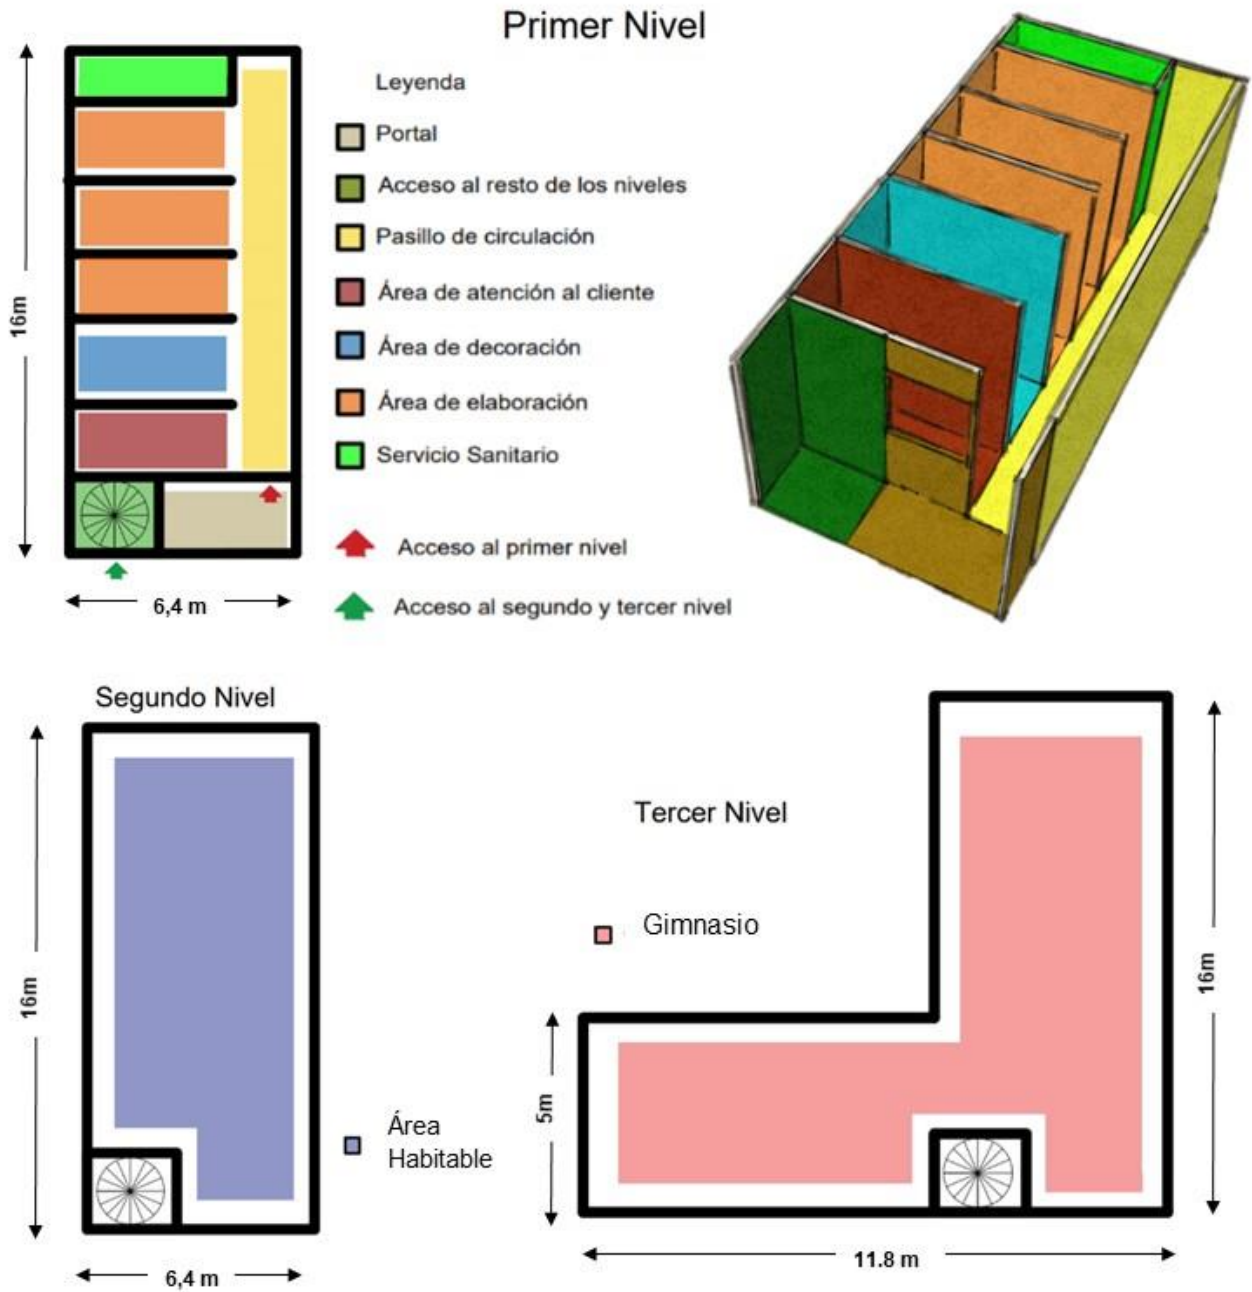 Primer Nivel
Leyenda
Portal
Acceso al resto de los niveles
Pasillo de circulación
Área de atención al cliente
Área de decoración
Área de elaboración
Servicio Sanitario
Acceso al primer nivel
Acceso al segundo y tercer nivel
16m
6,4 m
Segundo Nivel
16m
6,4 m
Área
Habitable
Tercer Nivel
Gimnasio
5m
16m
11.8 m